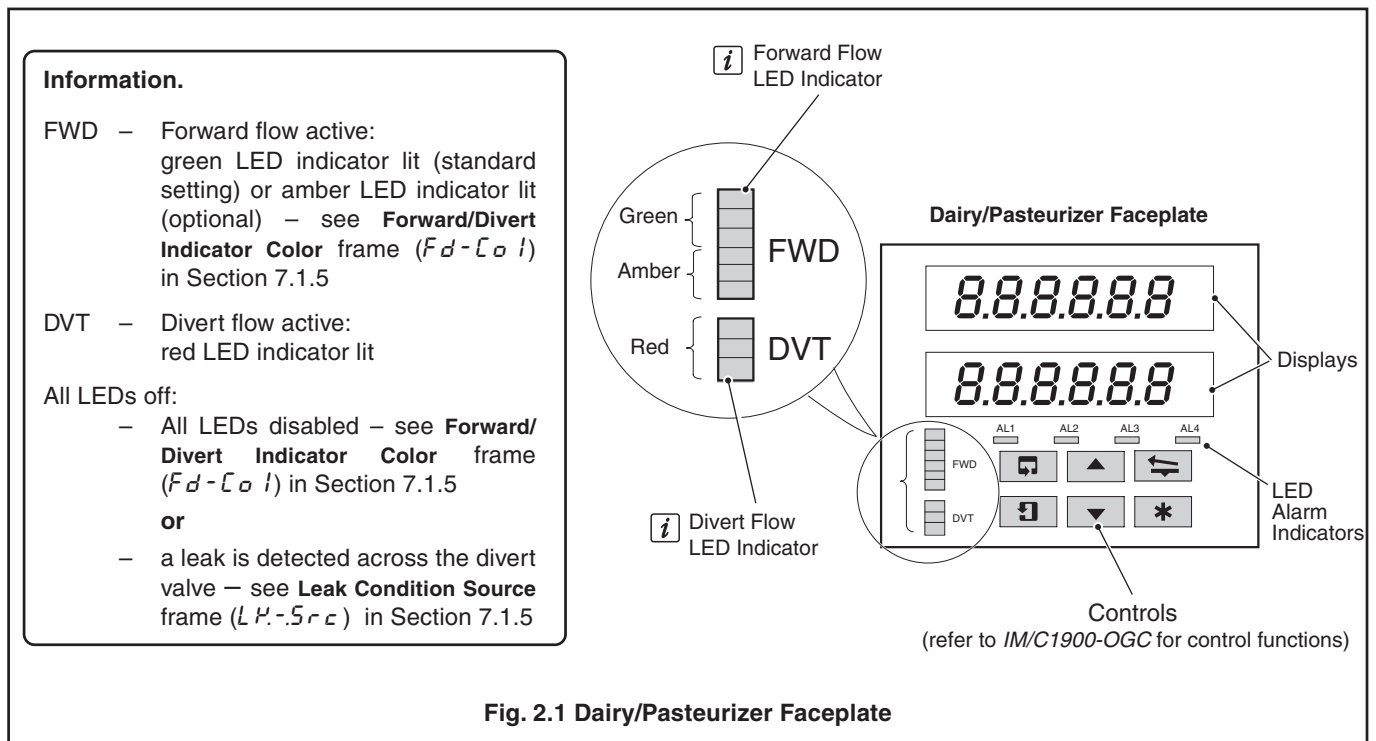 Information.
FWD – Forward flow active:
green LED indicator lit (standard
setting) or amber LED indicator lit
(optional) – see Forward/Divert
Indicator Color frame (Fd-Col)
in Section 7.1.5
DVT – Divert flow active:
red LED indicator lit
All LEDs off:
– All LEDs disabled – see Forward/
Divert Indicator Color frame
(Fd-Col) in Section 7.1.5
or
– a leak is detected across the divert
valve – see Leak Condition Source
frame (LK.-.Src) in Section 7.1.5
i Forward Flow
LED Indicator
Green
Amber
FWD
Red
DVT
i Divert Flow
LED Indicator
Dairy/Pasteurizer Faceplate
8.8.8.8.8.8
8.8.8.8.8.8
Displays
AL1 AL2 AL3 AL4
FWD
DVT
LED
Alarm
Indicators
Controls
(refer to IM/C1900-OGC for control functions)
Fig. 2.1 Dairy/Pasteurizer Faceplate